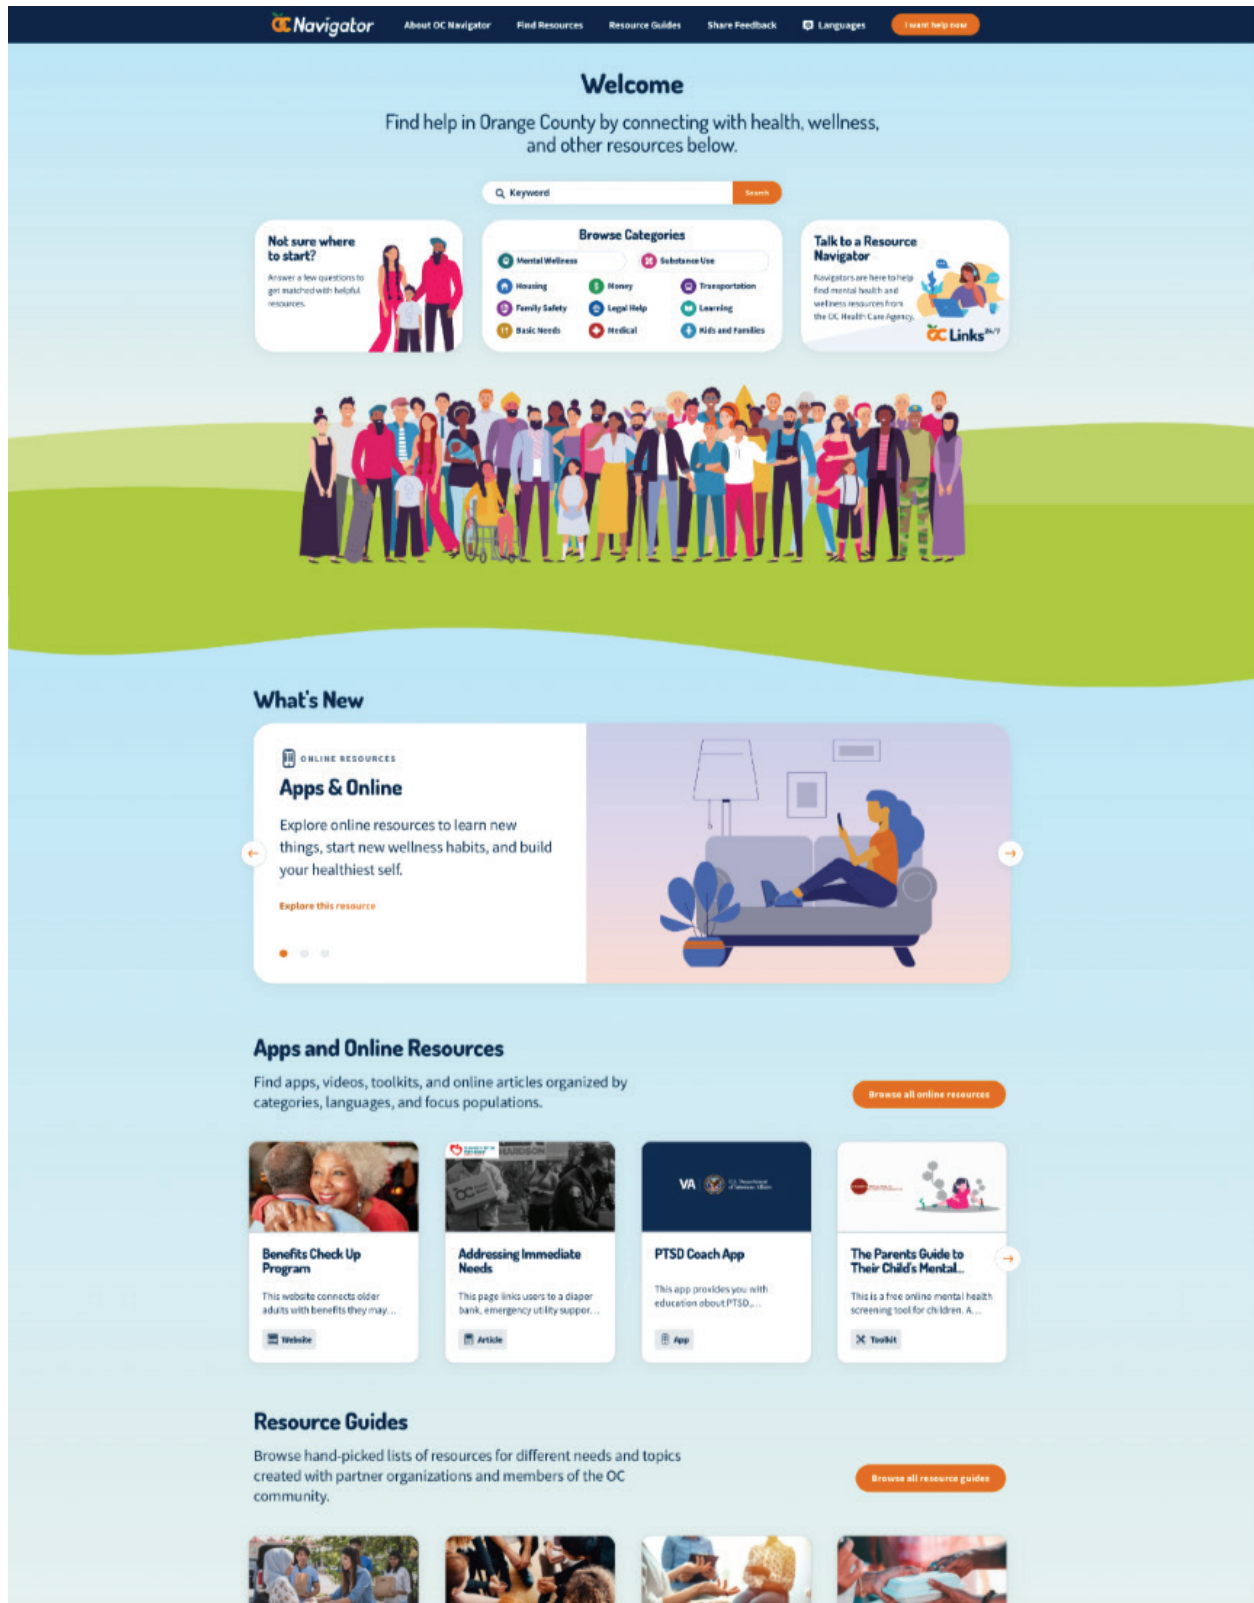 OC Navigator
About OC Navigator
Find Resources
Resource Guides
Share Feedback
Languages
I want help now
Welcome
Find help in Orange County by connecting with health, wellness,
and other resources below.
Keyword
Search
Not sure where
to start?
Answer a few questions to
get matched with helpful
resources.
Browse Categories
Mental Wellness
Substance Use
Housing
Money
Transportation
Family Safety
Legal Help
Learning
Basic Needs
Medical
Kids and Families
Talk to a Resource
Navigator
Navigators are here to help
find mental health and
wellness resources from
the OC Health Care Agency.
OC Links 24/7
What's New
ONLINE RESOURCES
Apps & Online
Explore online resources to learn new
things, start new wellness habits, and build
your healthiest self.
Explore this resource
Apps and Online Resources
Find apps, videos, toolkits, and online articles organized by
categories, languages, and focus populations.
Browse all online resources
HARDISON
OC
VA
U.S. Department
of Veterans Affairs
Benefits Check Up
Program
This website connects older
adults with benefits they may...
Website
Addressing Immediate
Needs
This page links users to a diaper
bank, emergency utility suppor...
Article
PTSD Coach App
This app provides you with
education about PTSD,...
App
The Parents Guide to
Their Child's Mental...
This is a free online mental health
screening tool for children. A...
Toolkit
Resource Guides
Browse hand-picked lists of resources for different needs and topics
created with partner organizations and members of the OC
community.
Browse all resource guides